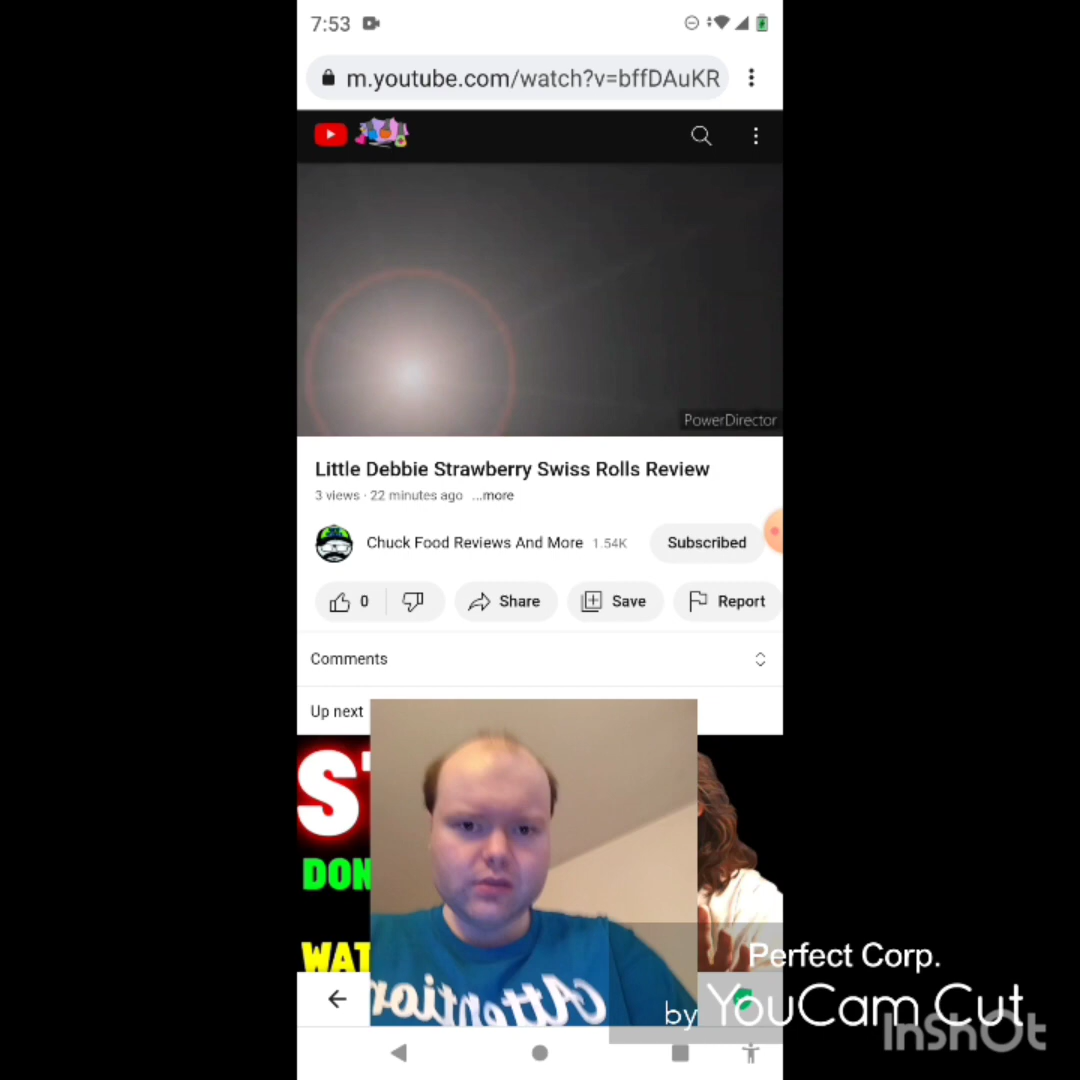 7:53
m.youtube.com/watch?v=bffDAuKR
PowerDirector
Little Debbie Strawberry Swiss Rolls Review
3 views · 22 minutes ago ...more
Chuck Food Reviews And More 1.54K Subscribed
0 Share Save Report
Comments
Up next
DON
WAT
Attention
Perfect Corp.
by YouCam Cut
InShOt